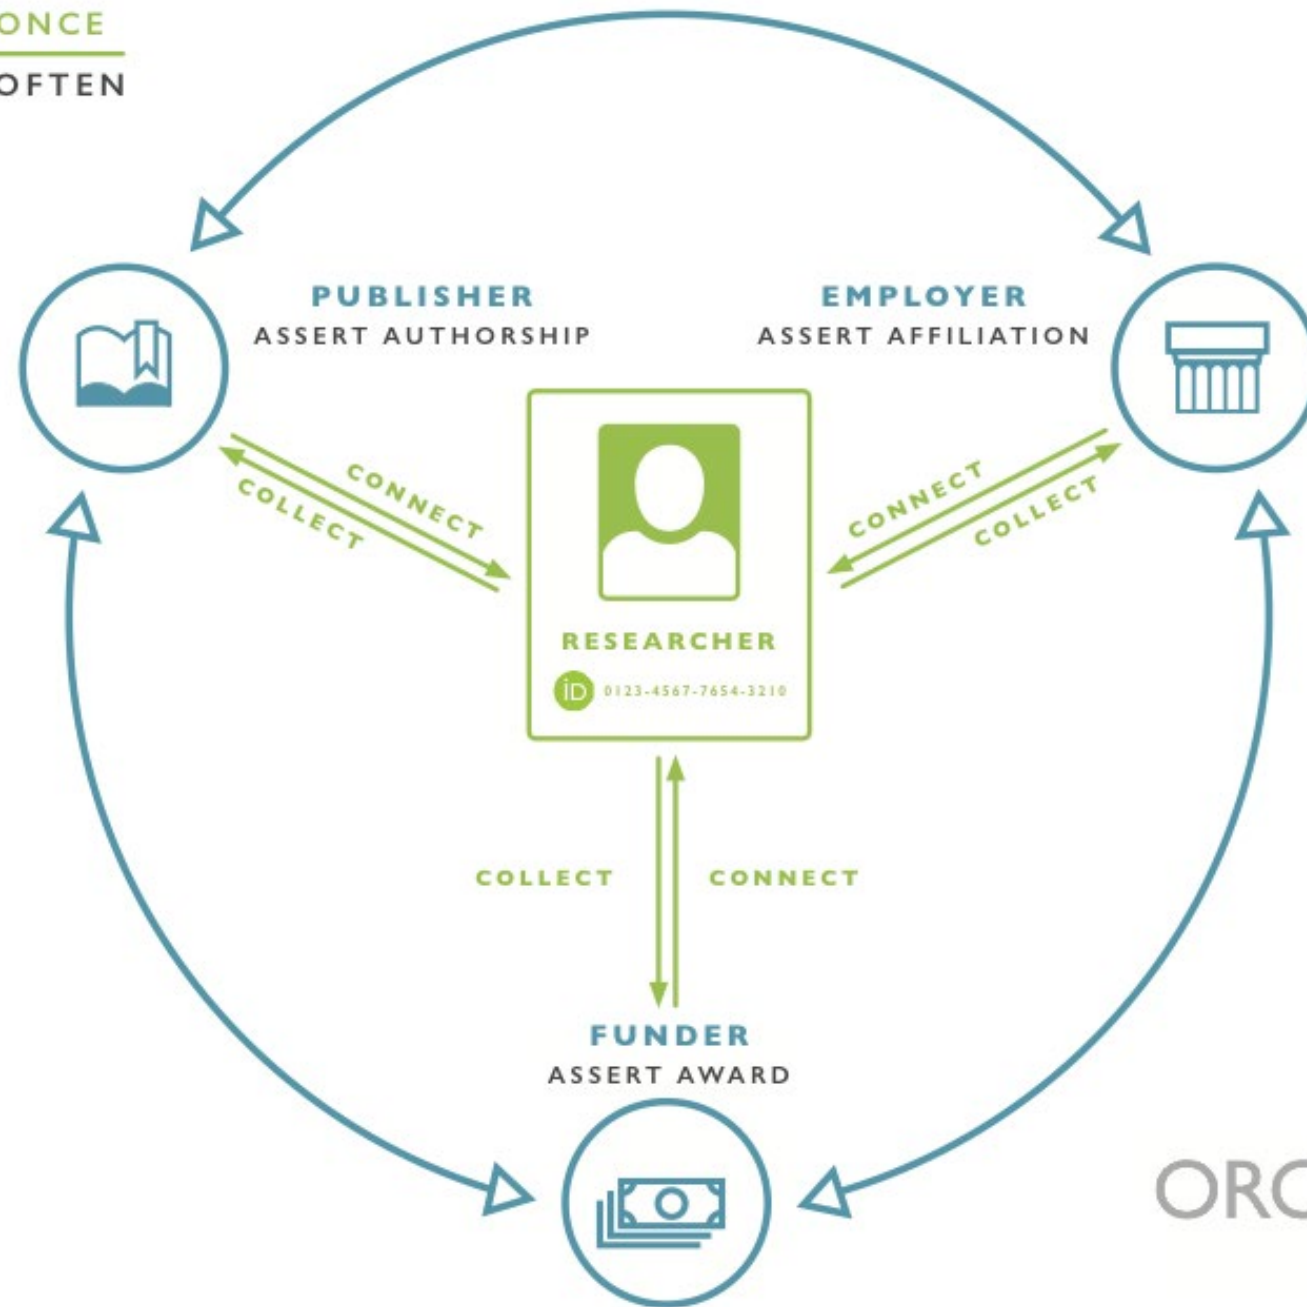 ONCE
OFTEN
PUBLISHER
ASSERT AUTHORSHIP
EMPLOYER
ASSERT AFFILIATION
CONNECT
COLLECT
CONNECT
COLLECT
RESEARCHER
iD 0123-4567-7654-3210
COLLECT
CONNECT
FUNDER
ASSERT AWARD
ORC